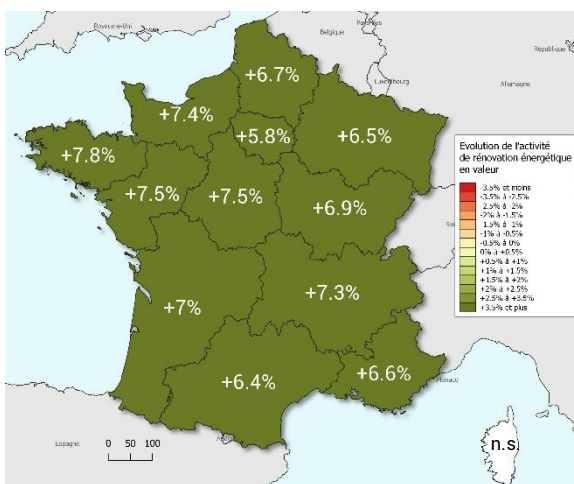 Royaume-Uni
Belgique
Pays-Bas
République
Luxembourg
Allemagne
+6.7%
+7.4%
+5.8%
+6.5%
+7.8%
+7.5%
+7.5%
+6.9%
+7%
+7.3%
+6.4%
+6.6%
Evolution de l'activité
de rénovation énergétique
en valeur
-3.5% et moins
-3.5% à -2.5%
-2.5% à -2%
-2% à -1.5%
-1.5% à -1%
-1% à -0.5%
-0.5% à 0%
0% à +0.5%
+0.5% à +1%
+1% à +1.5%
+1.5% à +2%
+2% à +2.5%
+2.5% à +3.5%
+3.5% et plus
Monaco
Espagne
0 50 100
n.s